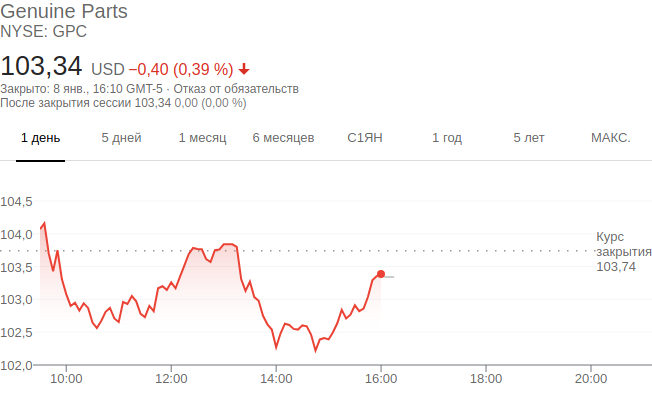 Genuine Parts
NYSE: GPC
103,34 USD −0,40 (0,39 %)
Закрыто: 8 янв., 16:10 GMT-5 · Отказ от обязательств
После закрытия сессии 103,34 0,00 (0,00 %)
1 день 5 дней 1 месяц 6 месяцев С1ЯН 1 год 5 лет МАКС.
104,5
104,0
103,5
103,0
102,5
102,0
Курс
закрытия
103,74
10:00 12:00 14:00 16:00 18:00 20:00